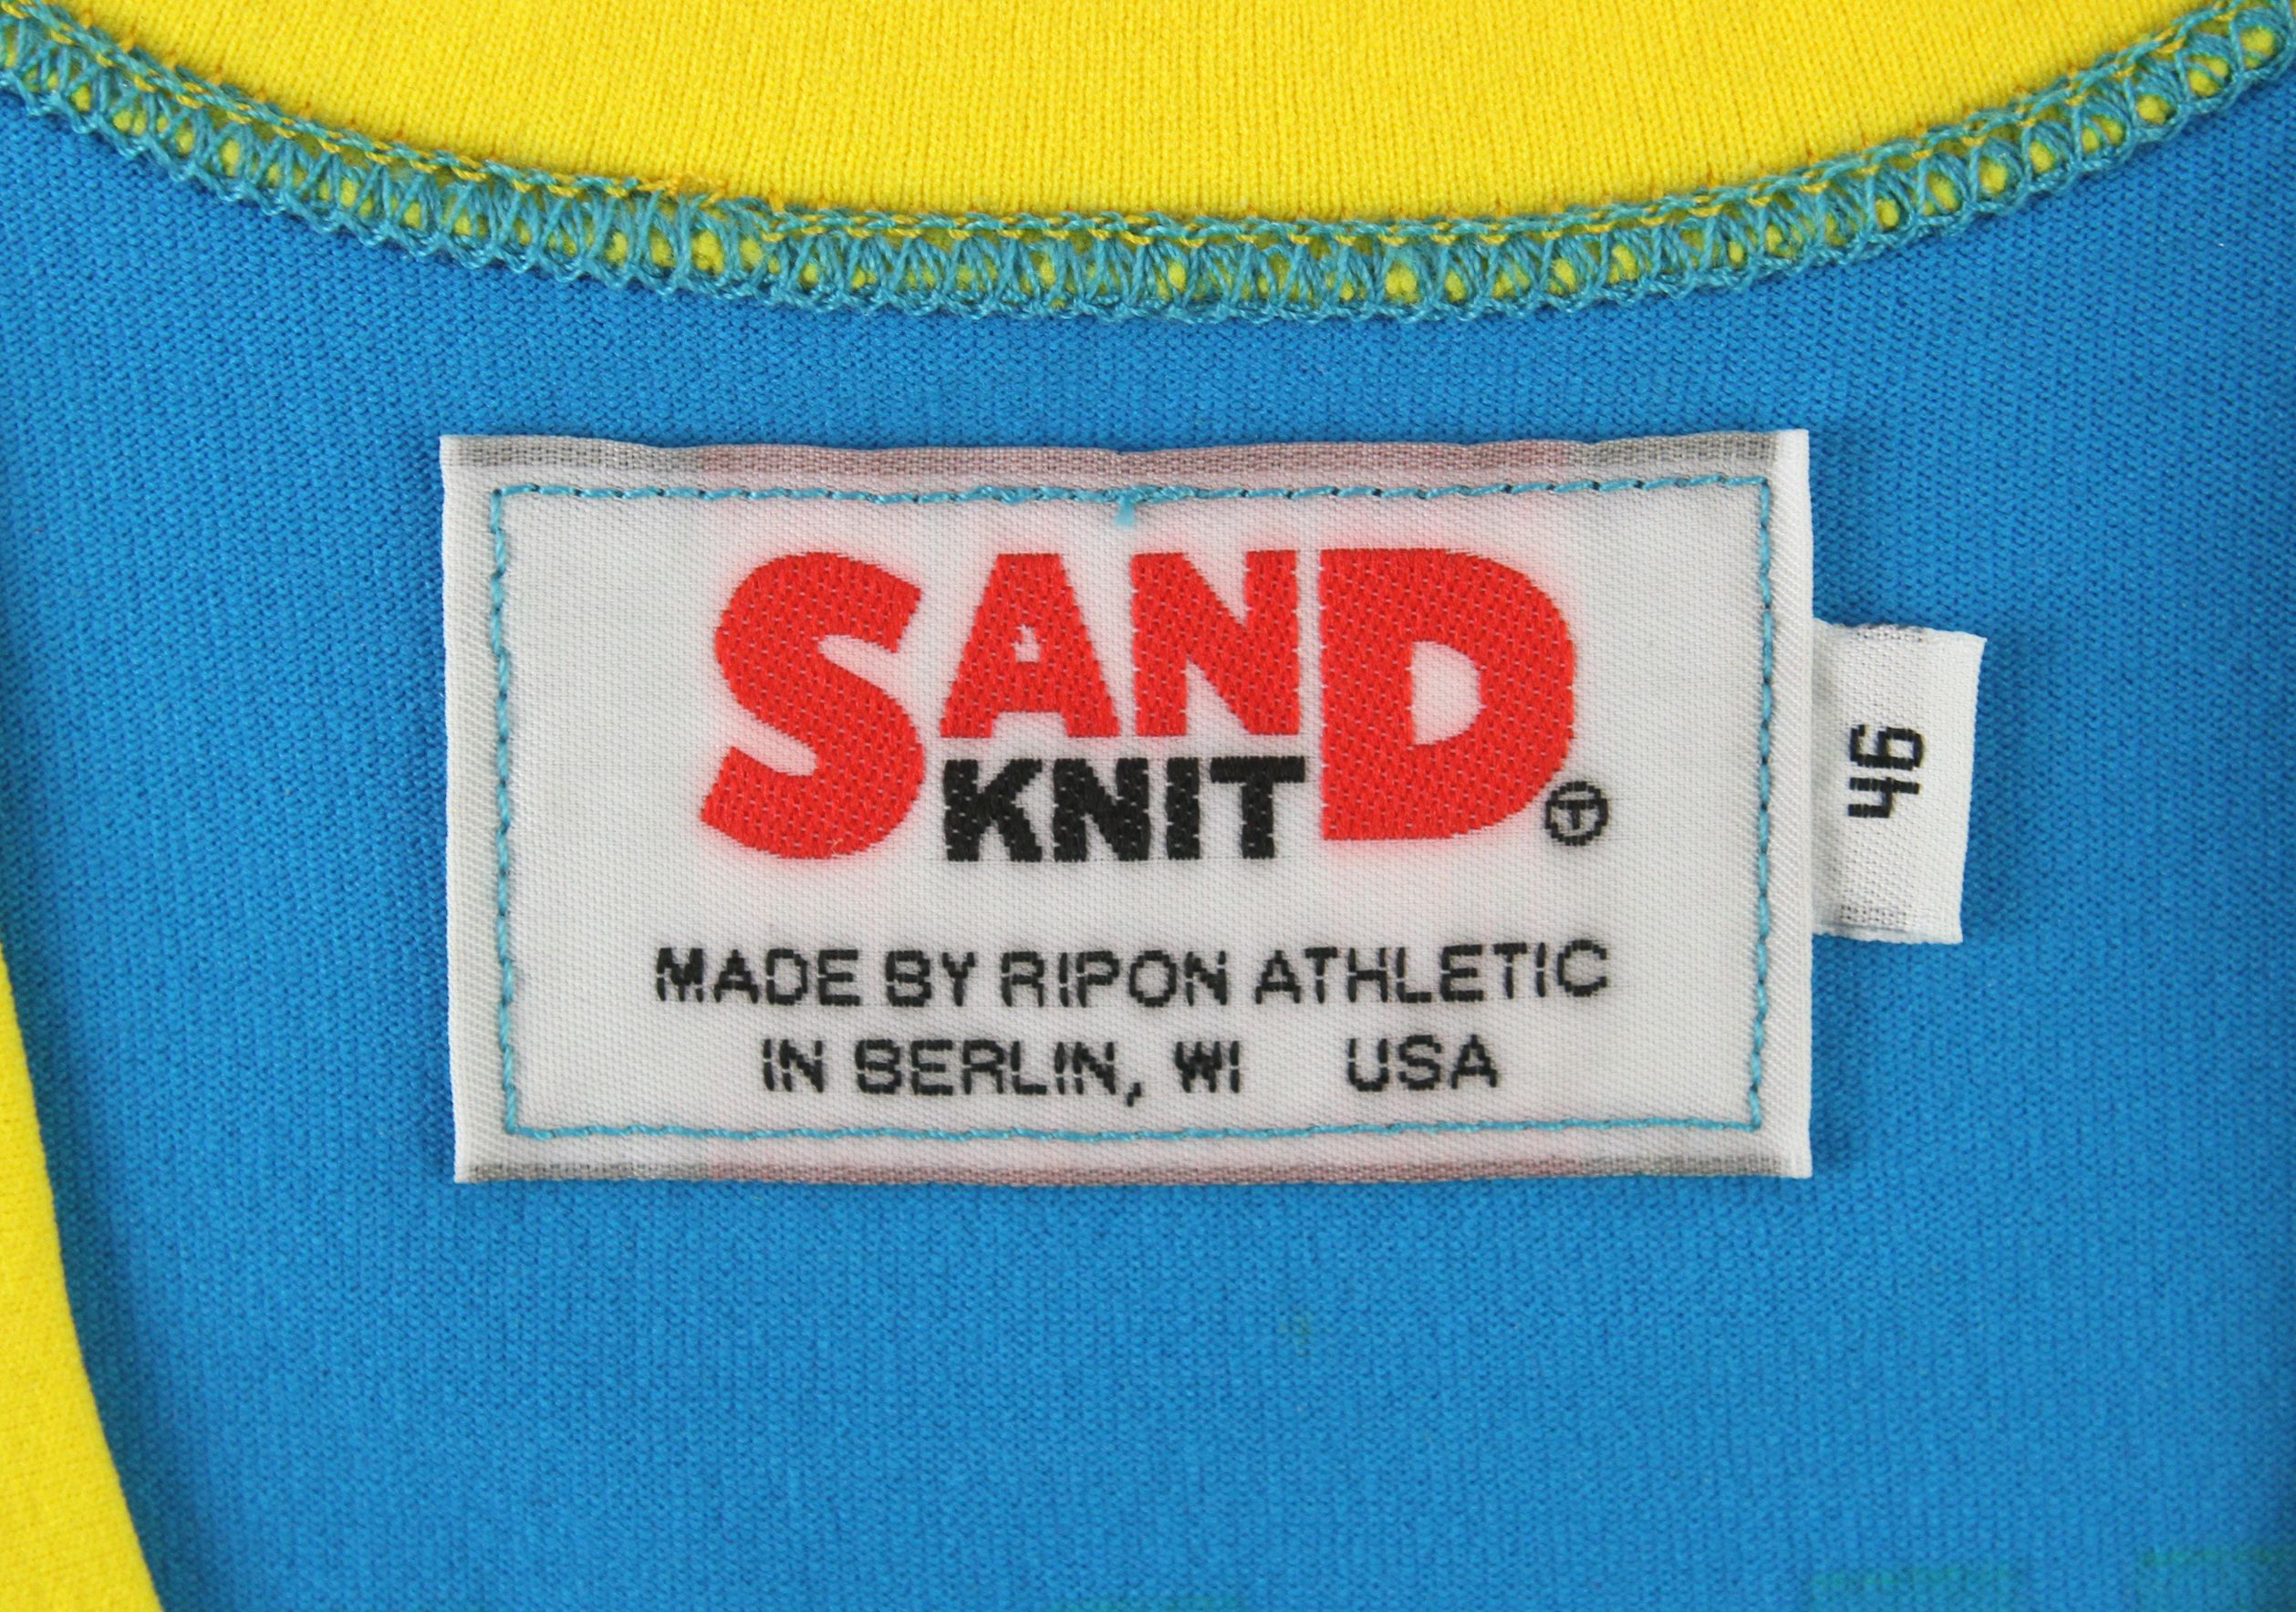 SAND
KNIT Ⓣ
MADE BY RIPON ATHLETIC
IN BERLIN, WI USA
46